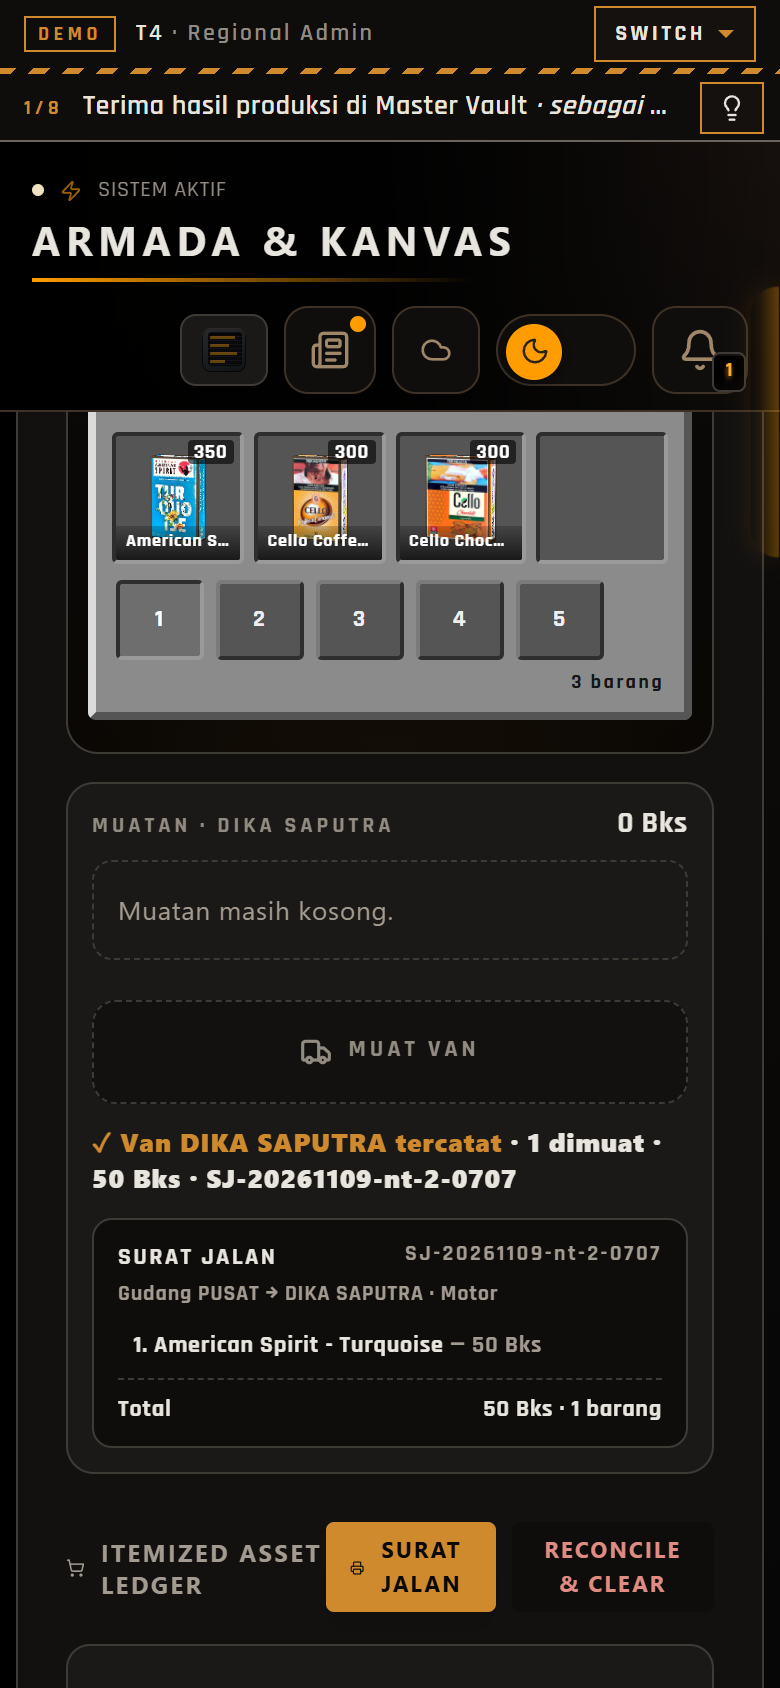 DEMO T4 · Regional Admin SWITCH
1/8 Terima hasil produksi di Master Vault · sebagai ...
SISTEM AKTIF
ARMADA & KANVAS
1
350 300 300
American S... Cello Coffe... Cello Choc...
1 2 3 4 5
3 barang
MUATAN · DIKA SAPUTRA 0 Bks
Muatan masih kosong.
MUAT VAN
✓ Van DIKA SAPUTRA tercatat · 1 dimuat ·
50 Bks · SJ-20261109-nt-2-0707
SURAT JALAN SJ-20261109-nt-2-0707
Gudang PUSAT → DIKA SAPUTRA · Motor
1. American Spirit - Turquoise — 50 Bks
Total 50 Bks · 1 barang
ITEMIZED ASSET
LEDGER
SURAT
JALAN
RECONCILE
& CLEAR